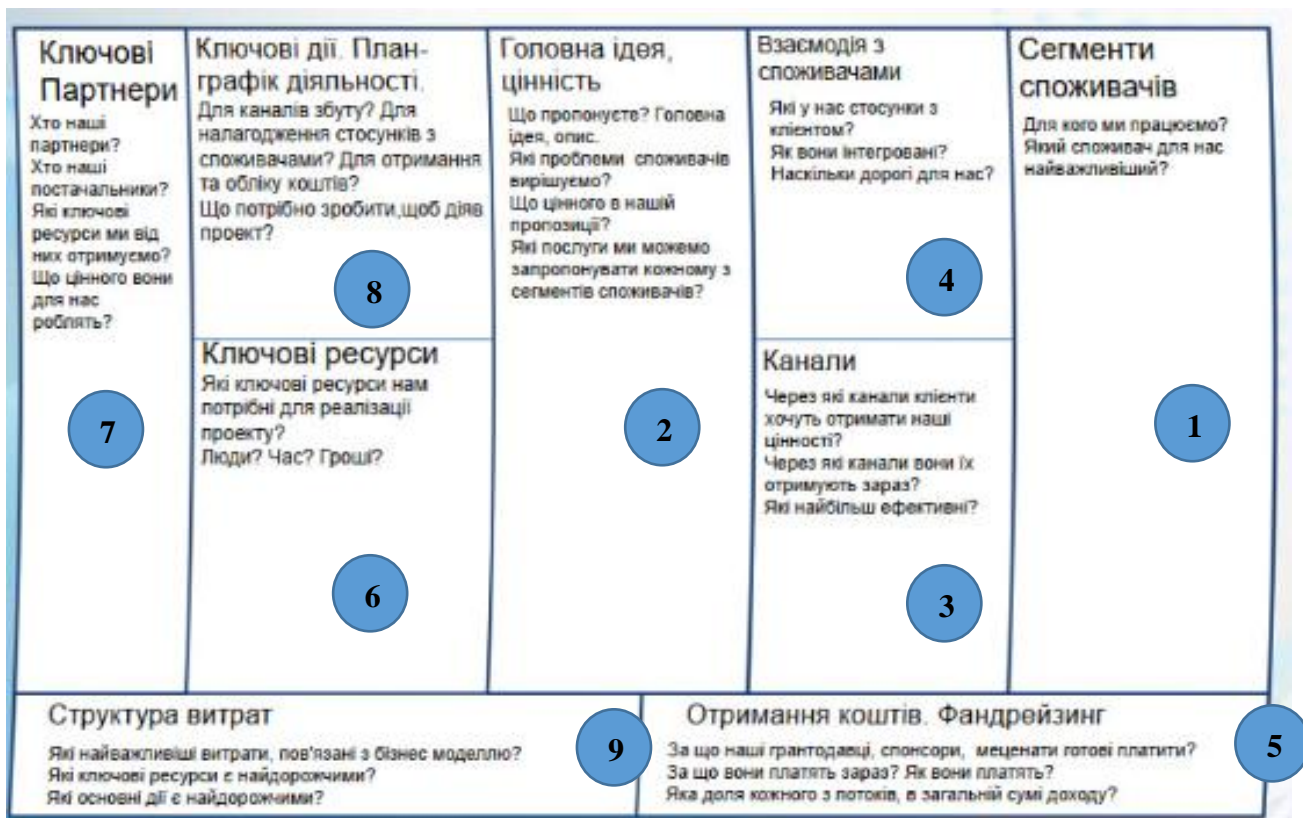 Ключові
Партнери
Хто наші
партнери?
Хто наші
постачальники?
Які ключові
ресурси ми від
них отримуємо?
Що цінного вони
для нас
роблять?
7
Ключові дії. План-
графік діяльності.
Для каналів збуту? Для
налагодження стосунків з
споживачами? Для отримання
та обліку коштів?
Що потрібно зробити,щоб діяв
проект?
8
Ключові ресурси
Які ключові ресурси нам
потрібні для реалізації
проекту?
Люди? Час? Гроші?
6
Головна ідея,
цінність
Що пропонуєте? Головна
ідея, опис.
Які проблеми споживачів
вирішуємо?
Що цінного в нашій
пропозиції?
Які послуги ми можемо
запропонувати кожному з
сегментів споживачів?
2
Взаємодія з
споживачами
Які у нас стосунки з
клієнтом?
Як вони інтегровані?
Наскільки дорогі для нас?
4
Канали
Через які канали клієнти
хочуть отримати наші
цінності?
Через які канали вони їх
отримують зараз?
Які найбільш ефективні?
3
Сегменти
споживачів
Для кого ми працюємо?
Який споживач для нас
найважливіший?
1
Структура витрат
Які найважливіші витрати, пов'язані з бізнес моделлю?
Які ключові ресурси є найдорожчими?
Які основні дії є найдорожчими?
9
Отримання коштів. Фандрейзинг
За що наші грантодавці, спонсори, меценати готові платити?
За що вони платять зараз? Як вони платять?
Яка доля кожного з потоків, в загальній сумі доходу?
5